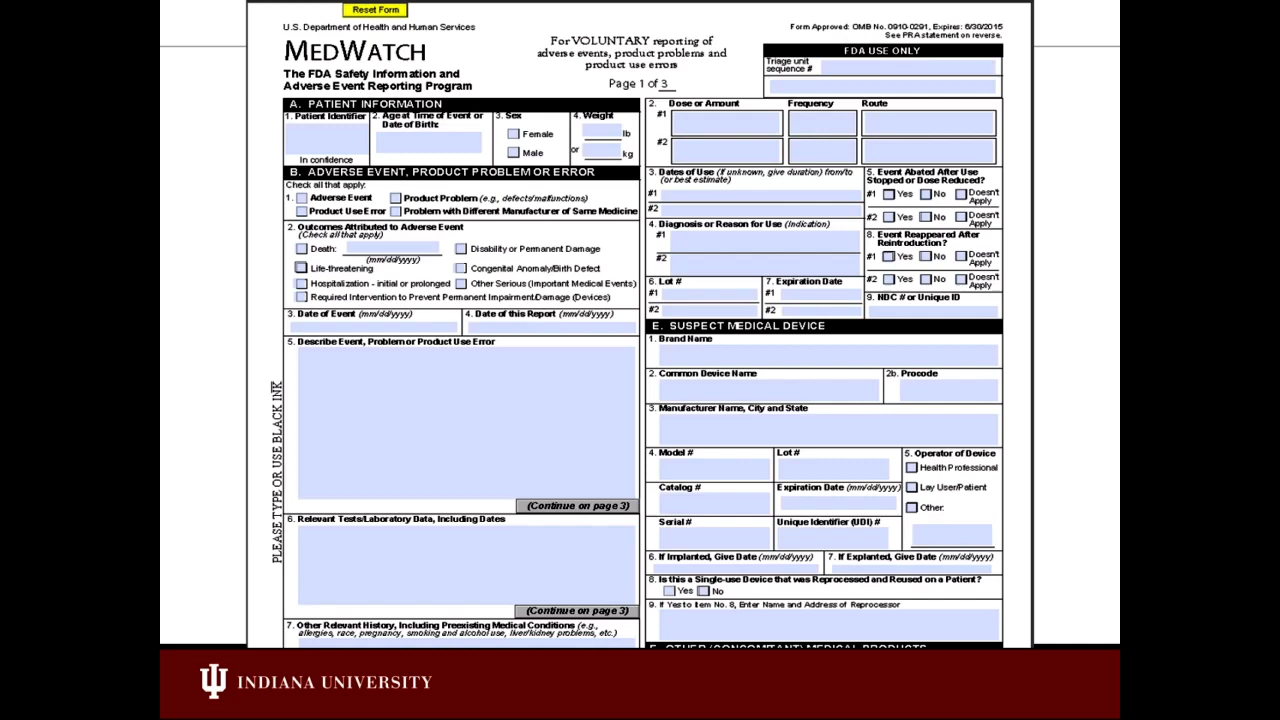 Reset Form
U.S. Department of Health and Human Services
MEDWATCH
The FDA Safety Information and
Adverse Event Reporting Program
For VOLUNTARY reporting of
adverse events, product problems and
product use errors
Page 1 of 3
Form Approved: OMB No. 0910-0291, Expires: 6/30/2015
See PRA statement on reverse.
FDA USE ONLY
Triage unit
sequence #
PLEASE TYPE OR USE BLACK INK
A. PATIENT INFORMATION
1. Patient Identifier
In confidence
2. Age at Time of Event or
Date of Birth:
3. Sex
Female
Male
4. Weight
lb
or
kg
B. ADVERSE EVENT, PRODUCT PROBLEM OR ERROR
Check all that apply:
1. Adverse Event Product Problem (e.g., defects/malfunctions)
Product Use Error Problem with Different Manufacturer of Same Medicine
2. Outcomes Attributed to Adverse Event
(Check all that apply)
Death: Disability or Permanent Damage
(mm/dd/yyyy)
Life-threatening Congenital Anomaly/Birth Defect
Hospitalization - initial or prolonged Other Serious (Important Medical Events)
Required Intervention to Prevent Permanent Impairment/Damage (Devices)
3. Date of Event (mm/dd/yyyy) 4. Date of this Report (mm/dd/yyyy)
5. Describe Event, Problem or Product Use Error
(Continue on page 3)
6. Relevant Tests/Laboratory Data, Including Dates
(Continue on page 3)
7. Other Relevant History, Including Preexisting Medical Conditions (e.g.,
allergies, race, pregnancy, smoking and alcohol use, liver/kidney problems, etc.)
2. Dose or Amount Frequency Route
#1
#2
3. Dates of Use (If unknown, give duration) from/to
(or best estimate)
#1
#2
4. Diagnosis or Reason for Use (Indication)
#1
#2
5. Event Abated After Use
Stopped or Dose Reduced?
#1 Yes No Doesn't
Apply
#2 Yes No Doesn't
Apply
8. Event Reappeared After
Reintroduction?
#1 Yes No Doesn't
Apply
#2 Yes No Doesn't
Apply
6. Lot # 7. Expiration Date
#1 #1
#2 #2
9. NDC # or Unique ID
E. SUSPECT MEDICAL DEVICE
1. Brand Name
2. Common Device Name 2b. Procode
3. Manufacturer Name, City and State
4. Model # Lot #
Catalog # Expiration Date (mm/dd/yyyy)
Serial # Unique Identifier (UDI) #
5. Operator of Device
Health Professional
Lay User/Patient
Other:
6. If Implanted, Give Date (mm/dd/yyyy) 7. If Explanted, Give Date (mm/dd/yyyy)
8. Is this a Single-use Device that was Reprocessed and Reused on a Patient?
Yes No
9. If Yes to Item No. 8, Enter Name and Address of Reprocessor
F. OTHER (CONCOMITANT) MEDICAL PRODUCTS
INDIANA UNIVERSITY